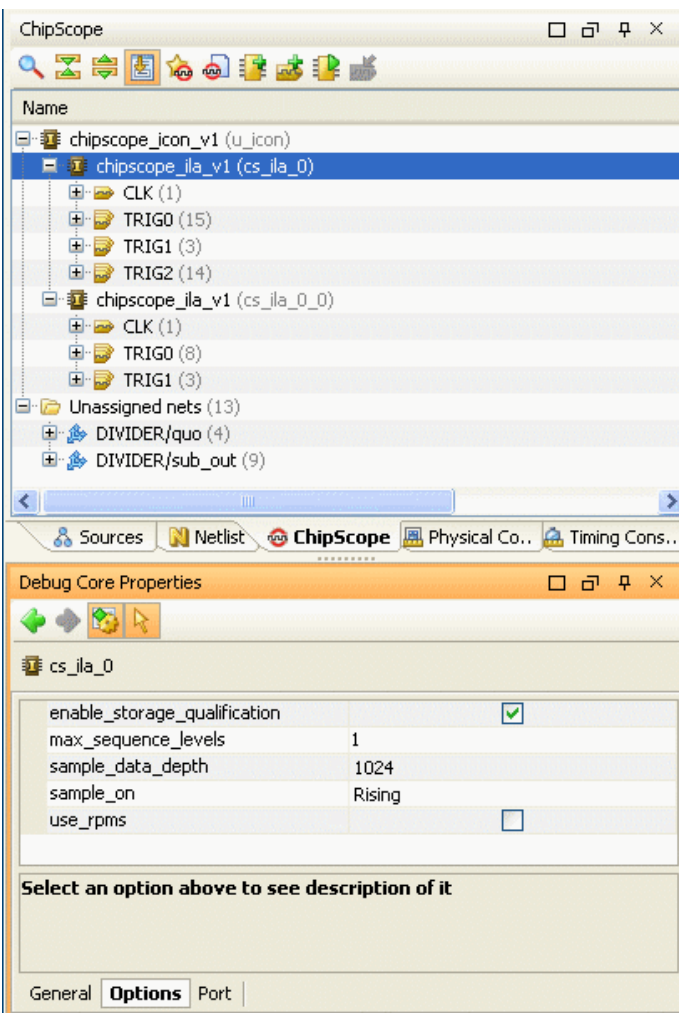 ChipScope
Name
chipscope_icon_v1 (u_icon)
chipscope_ila_v1 (cs_ila_0)
CLK (1)
TRIG0 (15)
TRIG1 (3)
TRIG2 (14)
chipscope_ila_v1 (cs_ila_0_0)
CLK (1)
TRIG0 (8)
TRIG1 (3)
Unassigned nets (13)
DIVIDER/quo (4)
DIVIDER/sub_out (9)
Sources Netlist ChipScope Physical Co.. Timing Cons..
Debug Core Properties
cs_ila_0
enable_storage_qualification
max_sequence_levels 1
sample_data_depth 1024
sample_on Rising
use_rpms
Select an option above to see description of it
General Options Port